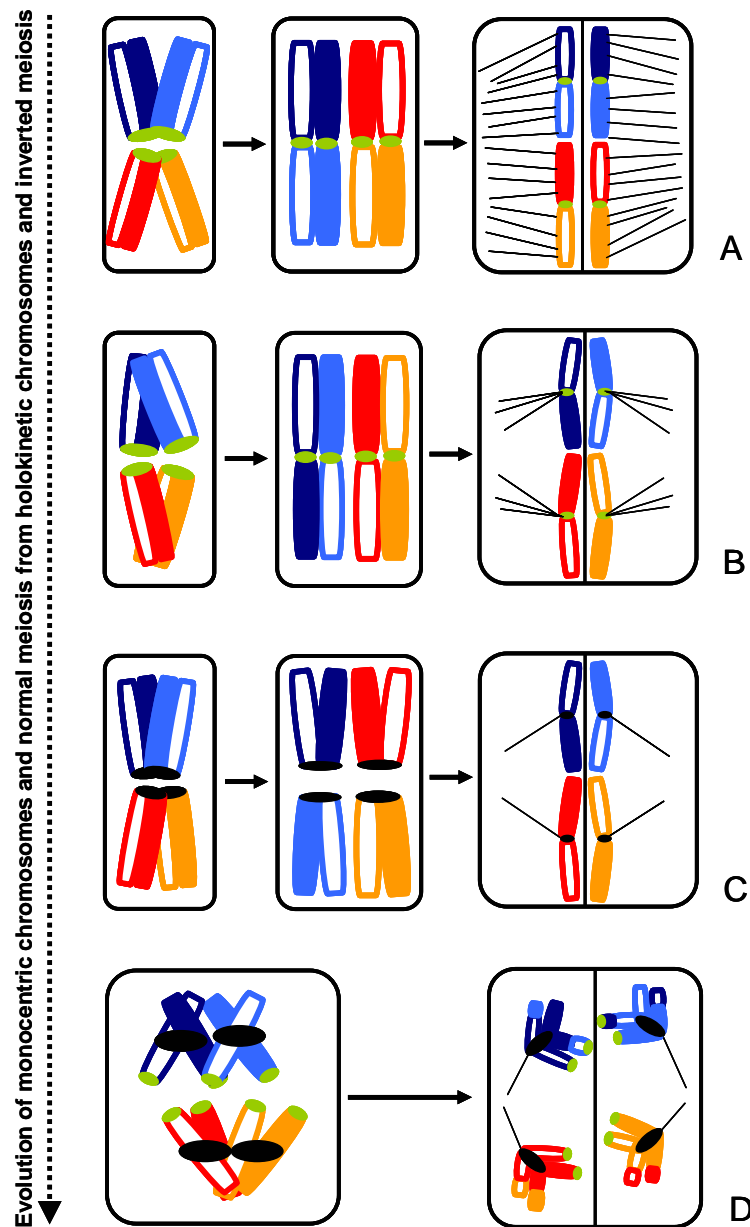 Evolution of monocentric chromosomes and normal meiosis from holokinetic chromosomes and inverted meiosis
A
B
C
D